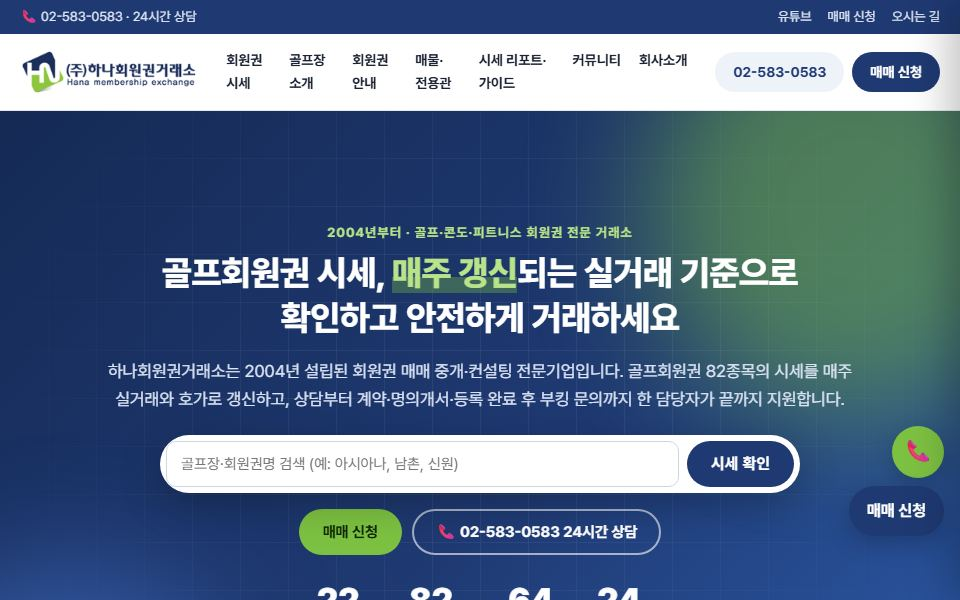 02-583-0583 · 24시간 상담
유튜브 매매 신청 오시는 길
(주)하나회원권거래소
Hana membership exchange
회원권 시세
골프장 소개
회원권 안내
매물· 전용관
시세 리포트· 가이드
커뮤니티
회사소개
02-583-0583
매매 신청
2004년부터 · 골프·콘도·피트니스 회원권 전문 거래소
골프회원권 시세, 매주 갱신되는 실거래 기준으로
확인하고 안전하게 거래하세요
하나회원권거래소는 2004년 설립된 회원권 매매 중개·컨설팅 전문기업입니다. 골프회원권 82종목의 시세를 매주
실거래와 호가로 갱신하고, 상담부터 계약·명의개서·등록 완료 후 부킹 문의까지 한 담당자가 끝까지 지원합니다.
골프장·회원권명 검색 (예: 아시아나, 남촌, 신원)
시세 확인
매매 신청
매매 신청
02-583-0583 24시간 상담
22 82 64 24